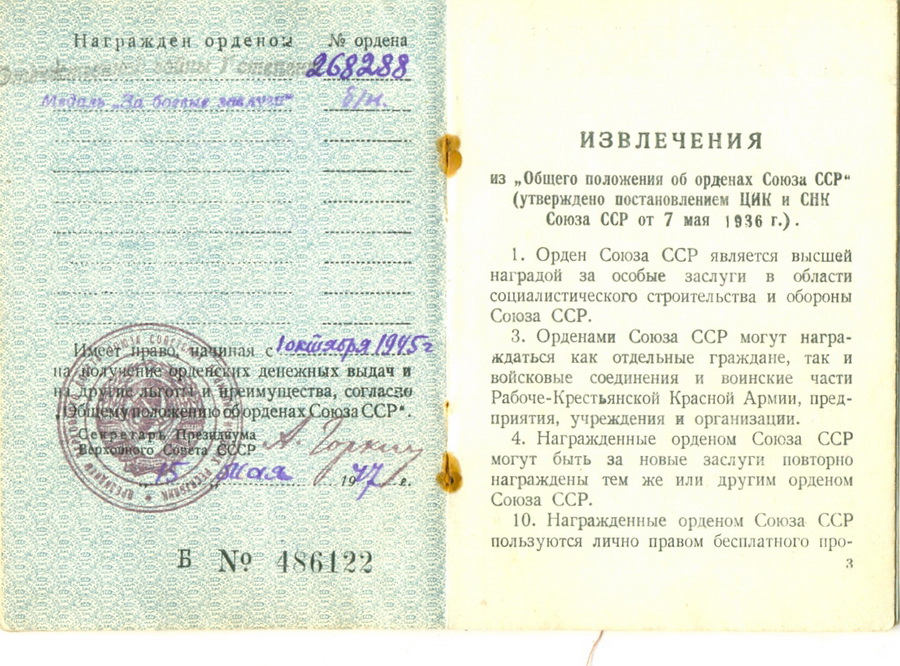 Награжден орденом № ордена
Отечественной войны I степени 268288
Медаль „За боевые заслуги" б/н.
Имеет право, начиная с 1 октября 1945 г
на получение орденских денежных выдач и
на другие льготы и преимущества, согласно
„Общему положению об орденах Союза ССР".
Секретарь Президиума
Верховного Совета СССР А. Горкин
„15" мая 1947 г.
Б № 486122
ИЗВЛЕЧЕНИЯ
из „Общего положения об орденах Союза ССР"
(утверждено постановлением ЦИК и СНК
Союза ССР от 7 мая 1936 г.).
1. Орден Союза ССР является высшей
наградой за особые заслуги в области
социалистического строительства и обороны
Союза ССР.
3. Орденами Союза ССР могут награ-
ждаться как отдельные граждане, так и
войсковые соединения и воинские части
Рабоче-Крестьянской Красной Армии, пред-
приятия, учреждения и организации.
4. Награжденные орденом Союза ССР
могут быть за новые заслуги повторно
награждены тем же или другим орденом
Союза ССР.
10. Награжденные орденом Союза ССР
пользуются лично правом бесплатного про-
3